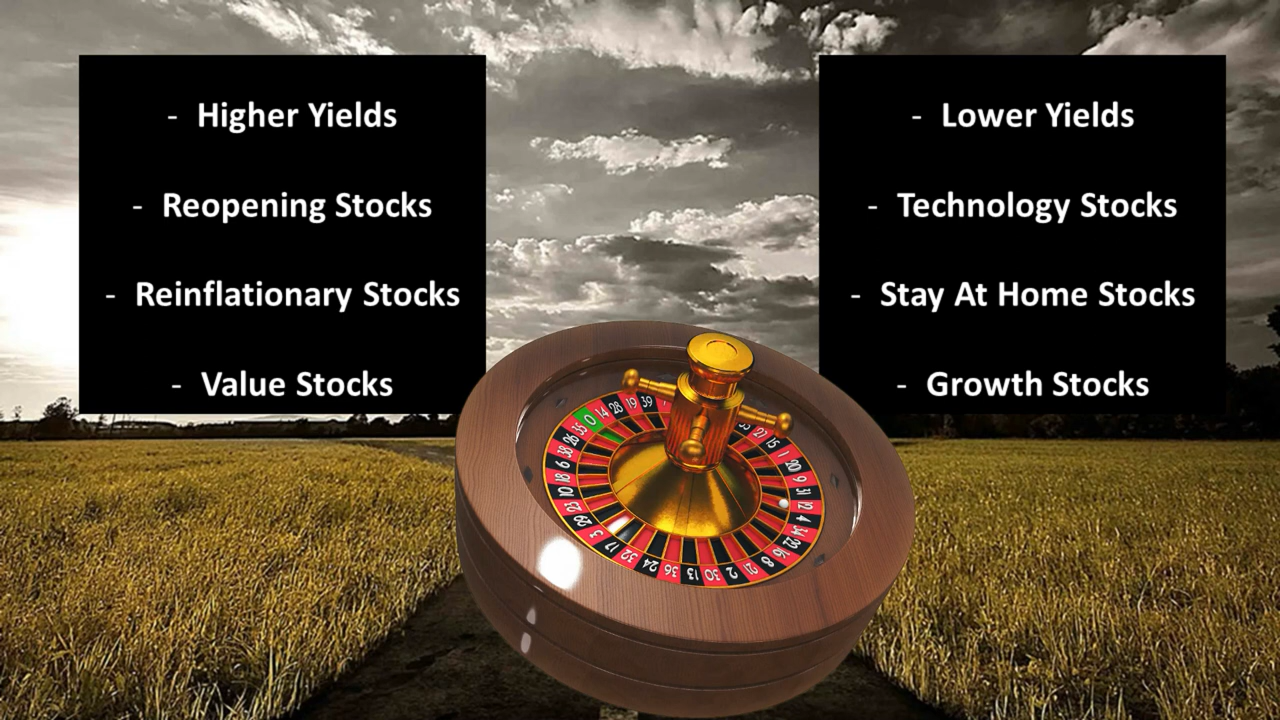 - Higher Yields
- Reopening Stocks
- Reinflationary Stocks
- Value Stocks
- Lower Yields
- Technology Stocks
- Stay At Home Stocks
- Growth Stocks